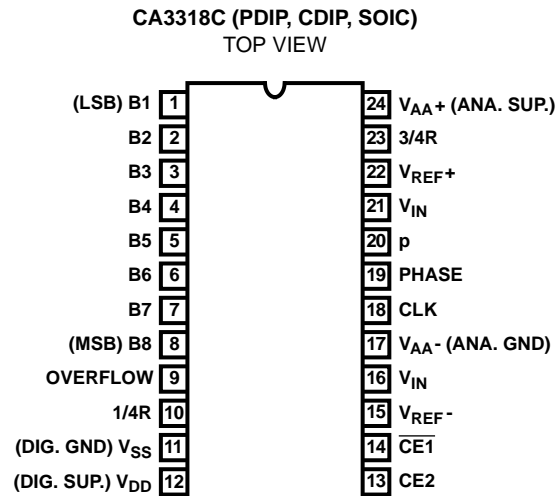 CA3318C (PDIP, CDIP, SOIC)
TOP VIEW
(LSB) B1 1 24 VAA+ (ANA. SUP.)
B2 2 23 3/4R
B3 3 22 VREF+
B4 4 21 VIN
B5 5 20 p
B6 6 19 PHASE
B7 7 18 CLK
(MSB) B8 8 17 VAA- (ANA. GND)
OVERFLOW 9 16 VIN
1/4R 10 15 VREF-
(DIG. GND) VSS 11 14 CE1
(DIG. SUP.) VDD 12 13 CE2